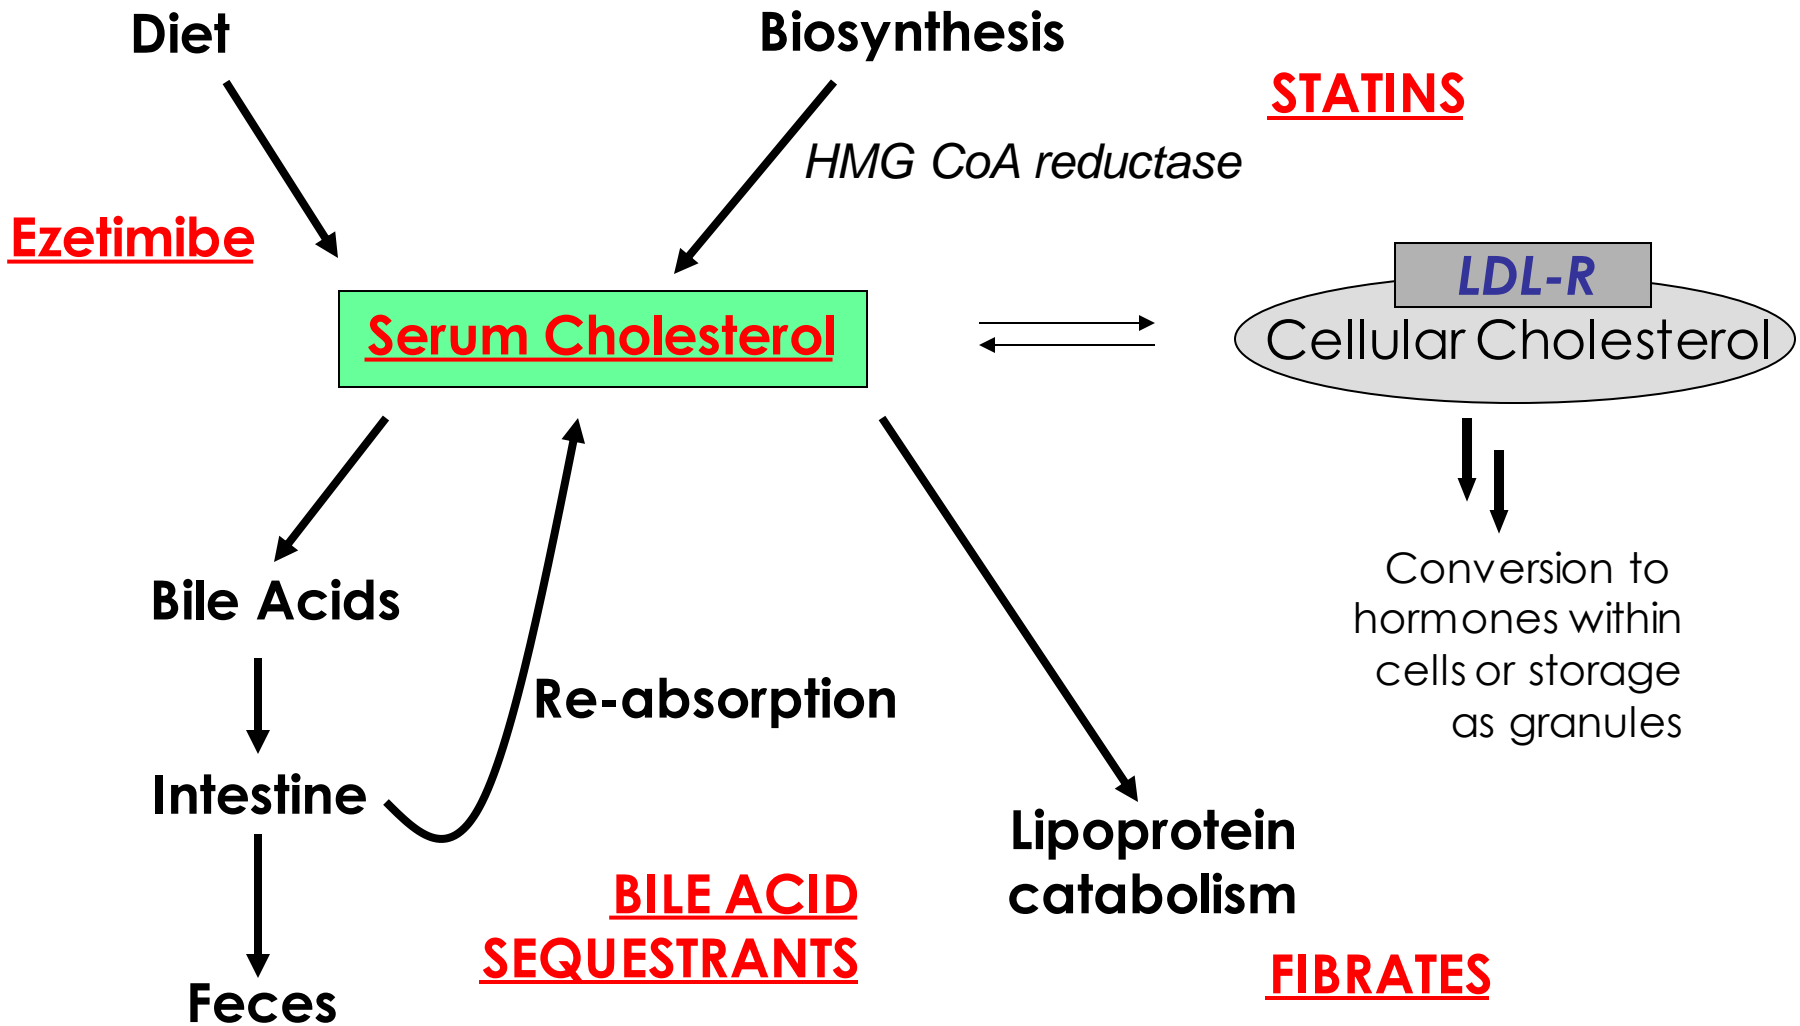 Diet
Biosynthesis
STATINS
HMG CoA reductase
Ezetimibe
LDL-R
Serum Cholesterol
Cellular Cholesterol
Bile Acids
Conversion to
hormones within
cells or storage
as granules
Re-absorption
Intestine
Lipoprotein
catabolism
BILE ACID
SEQUESTRANTS
FIBRATES
Feces